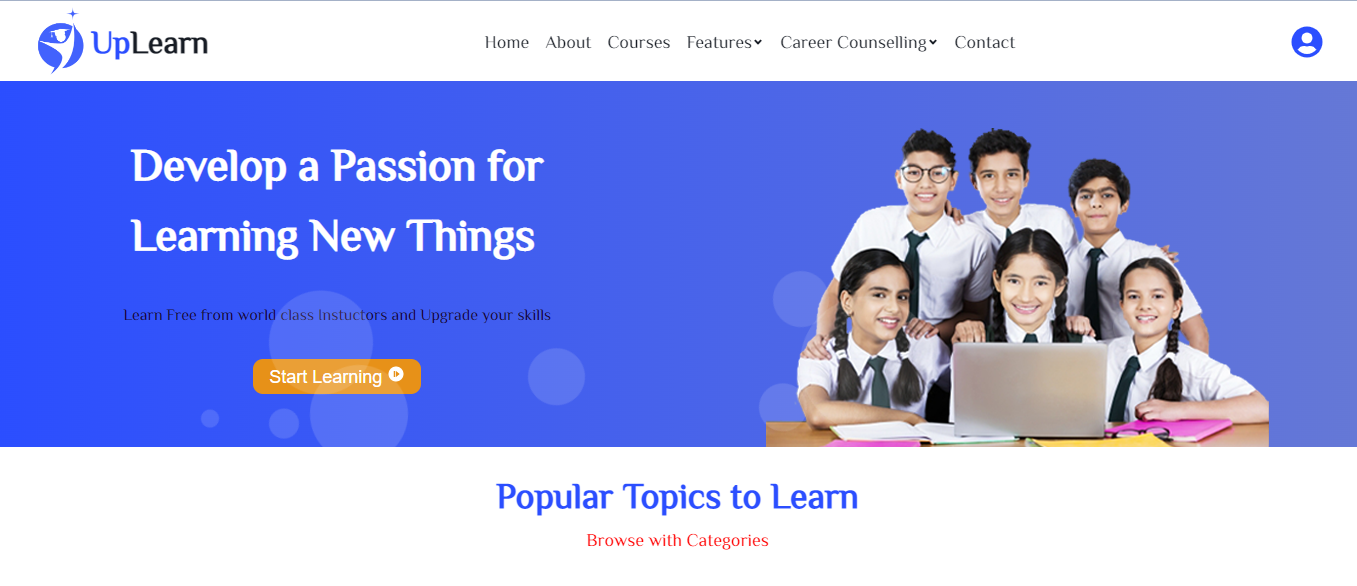 UpLearn
Home About Courses Features Career Counselling Contact
Develop a Passion for
Learning New Things
Learn Free from world class Instuctors and Upgrade your skills
Start Learning
Popular Topics to Learn
Browse with Categories